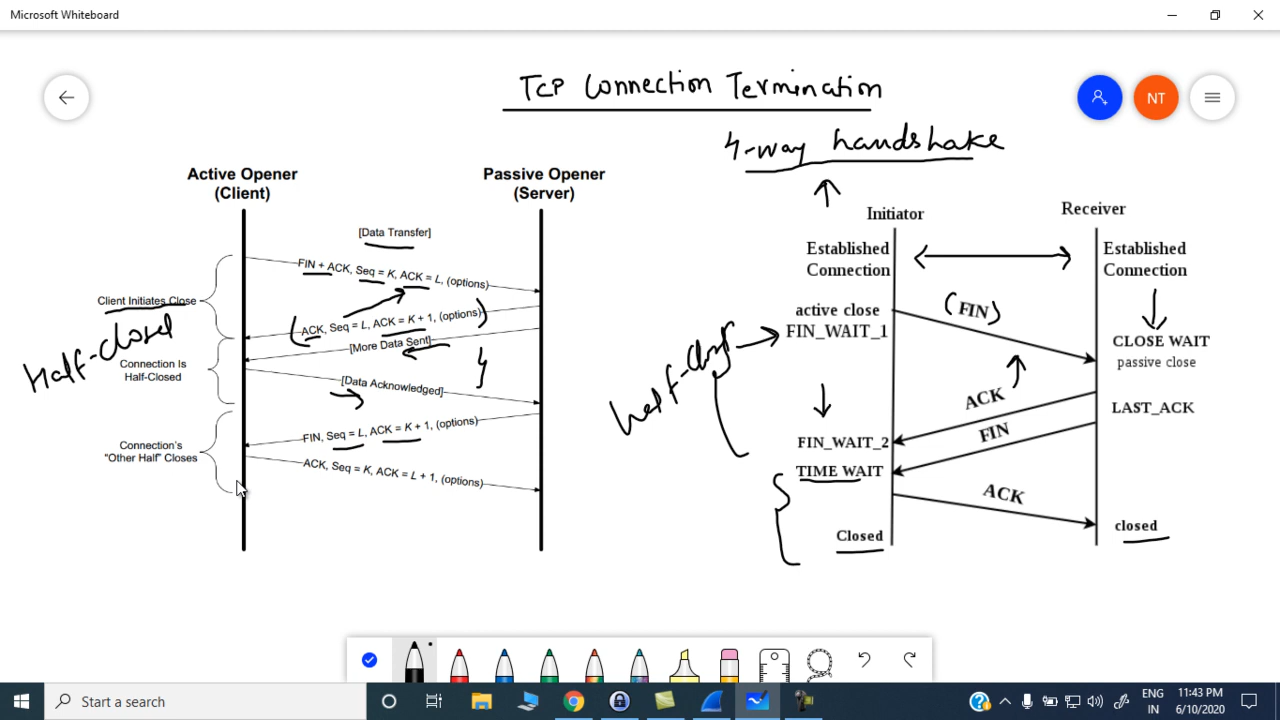 Microsoft Whiteboard
TCP Connection Termination
NT
4-way handshake
Active Opener
(Client)
Passive Opener
(Server)
[Data Transfer]
FIN + ACK, Seq = K, ACK = L, (options)
Client Initiates Close
ACK, Seq = L, ACK = K + 1, (options)
[More Data Sent]
Half-closed
Connection Is
Half-Closed
[Data Acknowledged]
FIN, Seq = L, ACK = K + 1, (options)
Connection's
"Other Half" Closes
ACK, Seq = K, ACK = L + 1, (options)
Initiator
Receiver
Established
Connection
Established
Connection
active close
FIN_WAIT_1
(FIN)
CLOSE WAIT
passive close
half-close
ACK
LAST_ACK
FIN_WAIT_2
FIN
TIME WAIT
ACK
Closed
closed
Type here: Start a search
ENG
IN
11:43 PM
6/10/2020